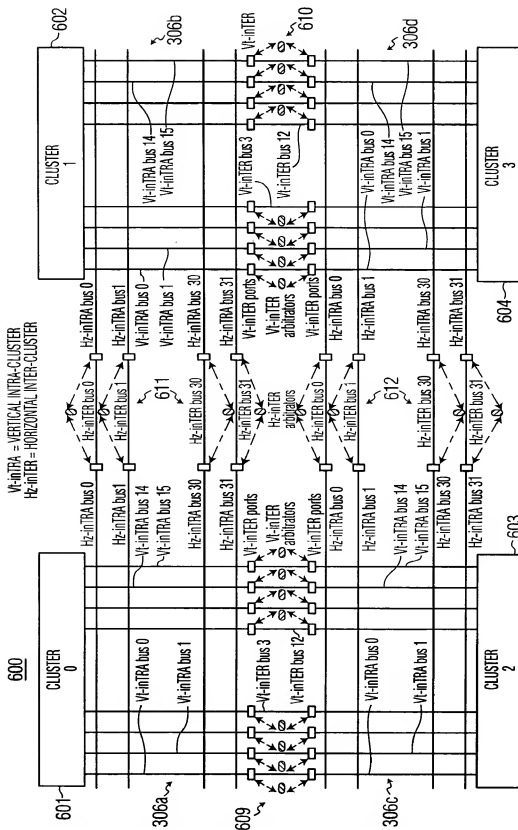 600
Vt-inTRA = VERTICAL INTRA-CLUSTER
Hz-inTER = HORIZONTAL INTER-CLUSTER
601
CLUSTER
0
602
CLUSTER
1
306a
Vt-inTRA bus 0
Vt-inTRA bus 1
Hz-inTRA bus 0
Hz-inTRA bus1
Vt-inTRA bus 14
Vt-inTRA bus 15
Hz-inTRA bus 30
Hz-inTRA bus 31
Hz-inTER bus 0
Hz-inTER bus 1
611
Hz-inTER bus 30
Hz-inTER bus 31
Hz-inTRA bus 0
Hz-inTRA bus1
Vt-inTRA bus 0
Vt-inTRA bus 1
Hz-inTRA bus 30
Hz-inTRA bus 31
Vt-inTRA bus 14
Vt-inTRA bus 15
306b
609
Vt-inTER bus 3
Vt-inTER bus 12
Vt-inTER ports
Vt-inTER
arbitrators
Vt-inTER ports
Hz-inTER
arbitrators
Vt-inTER ports
Vt-inTER
arbitrators
Vt-inTER ports
Vt-inTER bus 3
Vt-inTER bus 12
Vt-inTER
610
306c
Vt-inTRA bus 0
Vt-inTRA bus 1
Hz-inTRA bus 0
Hz-inTRA bus 1
Vt-inTRA bus 14
Vt-inTRA bus 15
Hz-inTRA bus 30
Hz-inTRA bus 31
Hz-inTER bus 0
Hz-inTER bus 1
612
Hz-inTER bus 30
Hz-inTER bus 31
Hz-inTRA bus 0
Hz-inTRA bus 1
Hz-inTRA bus 30
Hz-inTRA bus 31
Vt-inTRA bus 0
Vt-inTRA bus 14
Vt-inTRA bus 15
Vt-inTRA bus 1
306d
CLUSTER
2
603
CLUSTER
3
604